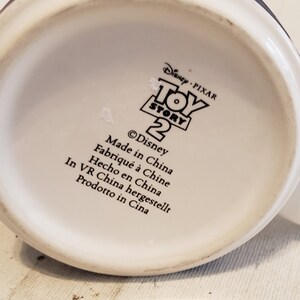 Disney · PIXAR
TOY
STORY
2
©Disney
Made in China
Fabriqué à Chine
Hecho en China
In VR China hergestellt
Prodotto in Cina